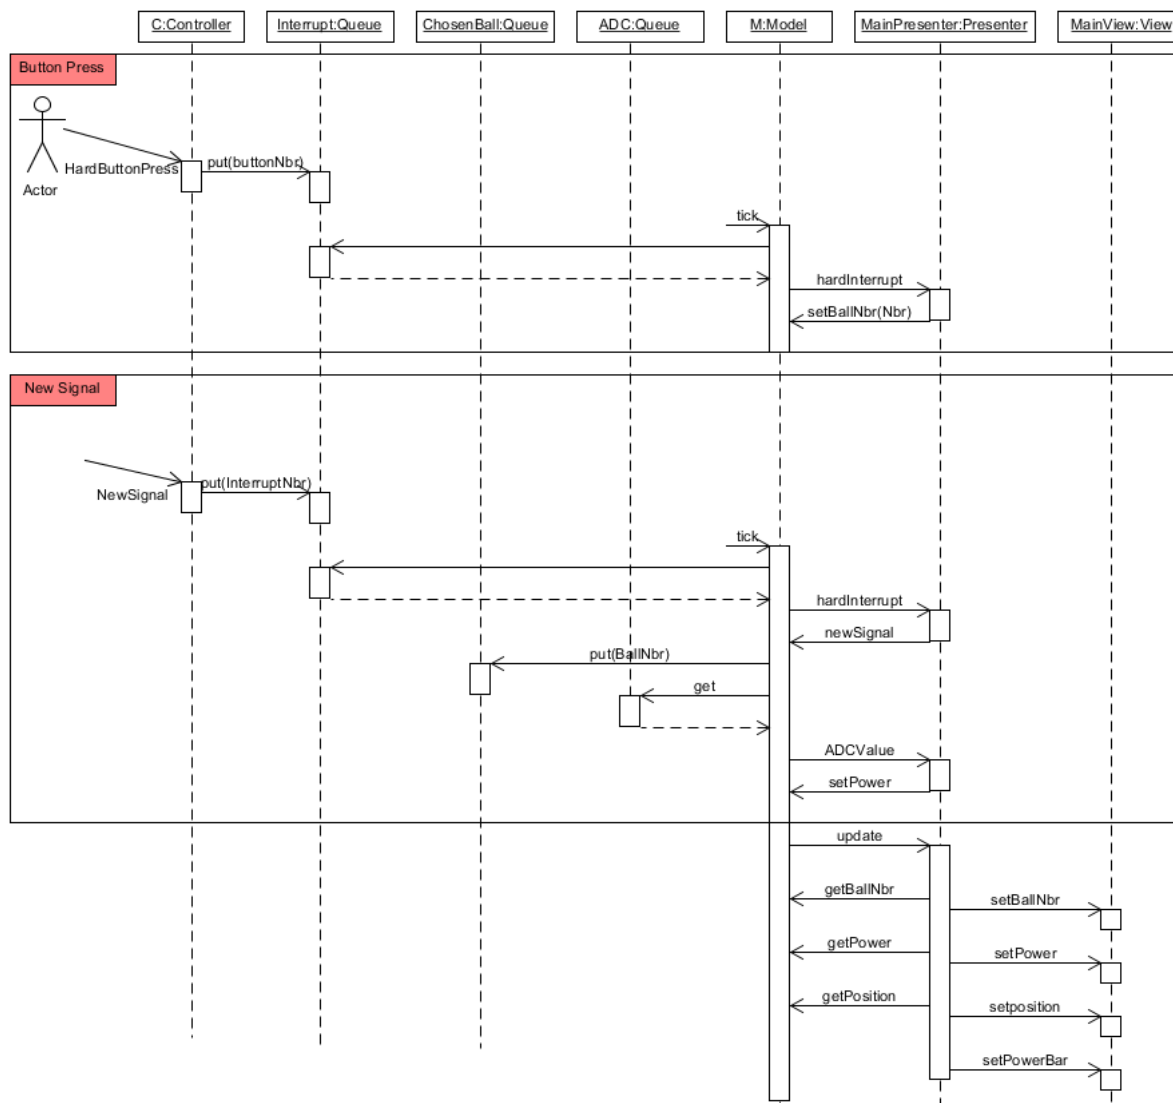 C:Controller
Interrupt:Queue
ChosenBall:Queue
ADC:Queue
M:Model
MainPresenter:Presenter
MainView:View
Button Press
HardButtonPress
put(buttonNbr)
Actor
tick
hardInterrupt
setBallNbr(Nbr)
New Signal
NewSignal
put(InterruptNbr)
tick
hardInterrupt
newSignal
put(BallNbr)
get
ADCValue
setPower
update
getBallNbr
setBallNbr
getPower
setPower
getPosition
setposition
setPowerBar